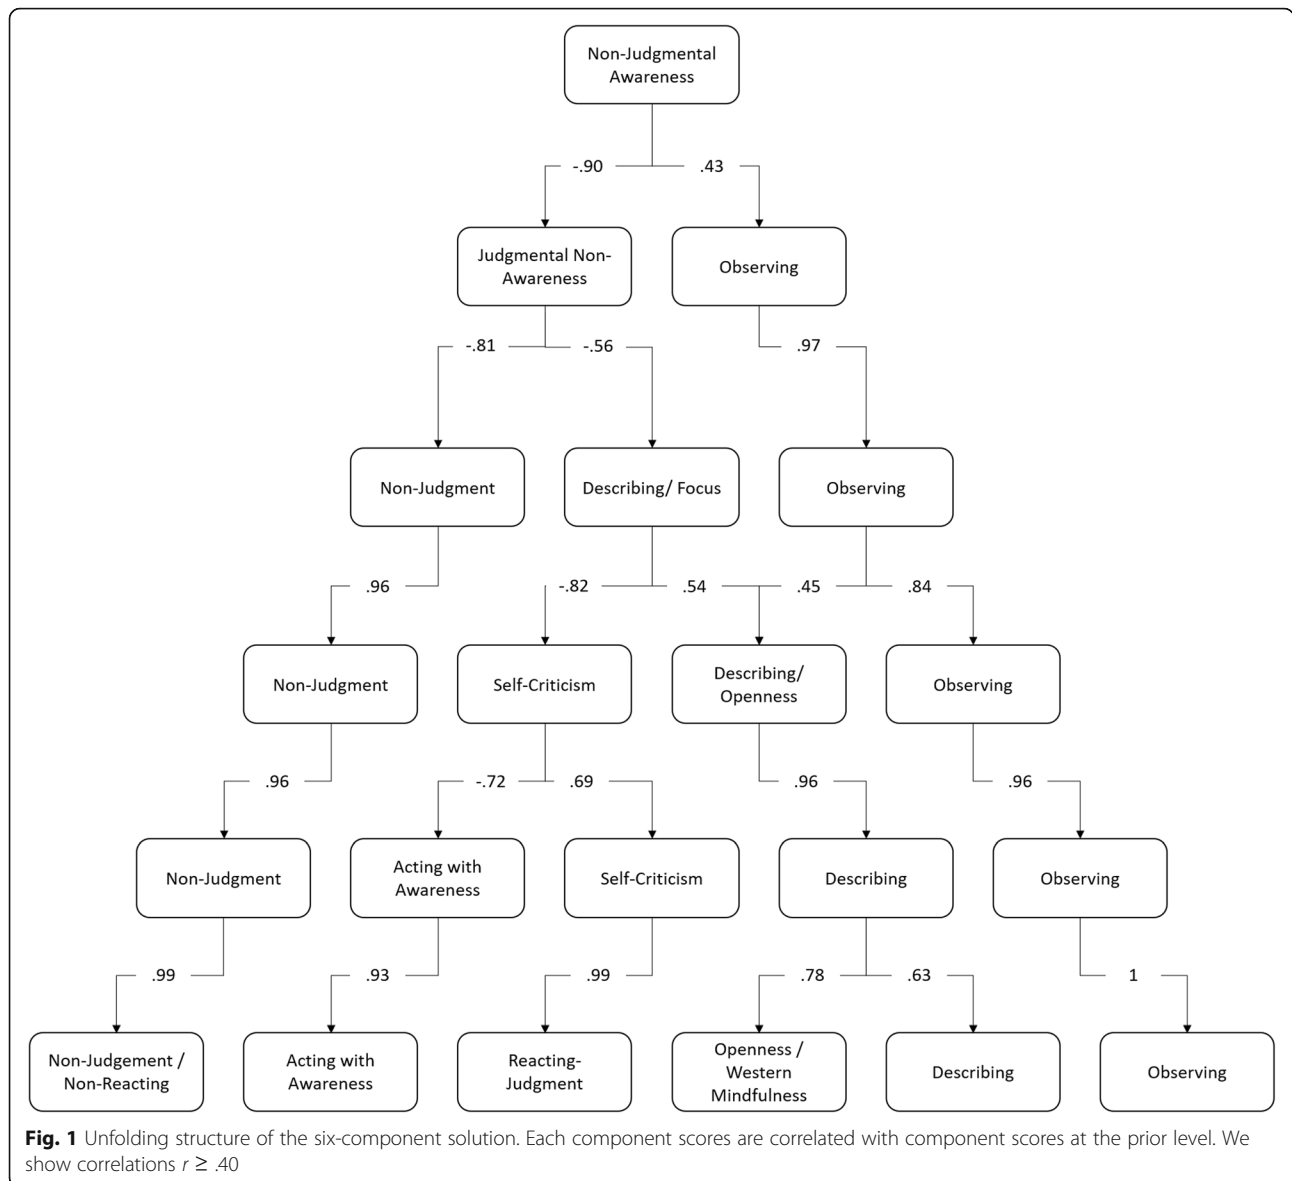 Non-Judgmental
Awareness
-.90 .43
Judgmental Non-
Awareness
Observing
-.81 -.56 .97
Non-Judgment
Describing/ Focus
Observing
.96 -.82 .54 .45 .84
Non-Judgment
Self-Criticism
Describing/
Openness
Observing
.96 -.72 .69 .96 .96
Non-Judgment
Acting with
Awareness
Self-Criticism
Describing
Observing
.99 .93 .99 .78 .63 1
Non-Judgement /
Non-Reacting
Acting with
Awareness
Reacting-
Judgment
Openness /
Western
Mindfulness
Describing
Observing
Fig. 1 Unfolding structure of the six-component solution. Each component scores are correlated with component scores at the prior level. We
show correlations r ≥ .40